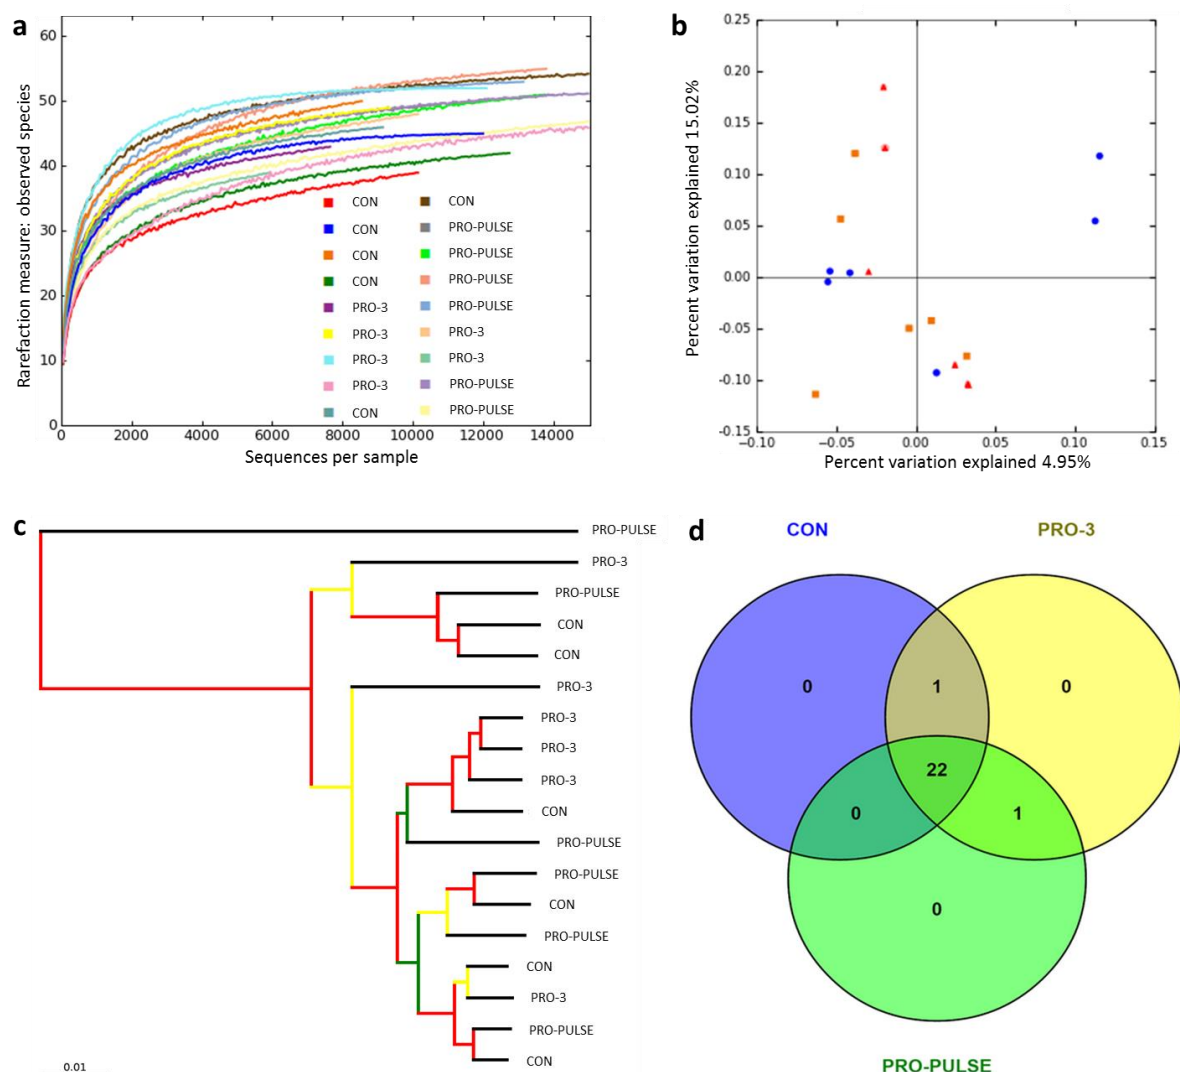 a
Rarefaction measure: observed species
60
50
40
30
20
10
0
0 2000 4000 6000 8000 10000 12000 14000
Sequences per sample
CON CON
CON PRO-PULSE
CON PRO-PULSE
CON PRO-PULSE
PRO-3 PRO-PULSE
PRO-3 PRO-3
PRO-3 PRO-3
PRO-3 PRO-PULSE
CON PRO-PULSE
b
Percent variation explained 15.02%
0.25
0.20
0.15
0.10
0.05
0.00
-0.05
-0.10
-0.15
-0.10 -0.05 0.00 0.05 0.10 0.15
Percent variation explained 4.95%
c
PRO-PULSE
PRO-3
PRO-PULSE
CON
CON
PRO-3
PRO-3
PRO-3
PRO-3
CON
PRO-PULSE
PRO-PULSE
CON
PRO-PULSE
CON
PRO-3
PRO-PULSE
CON
0.01
d
CON PRO-3
0 1 0
22
0 1
0
PRO-PULSE